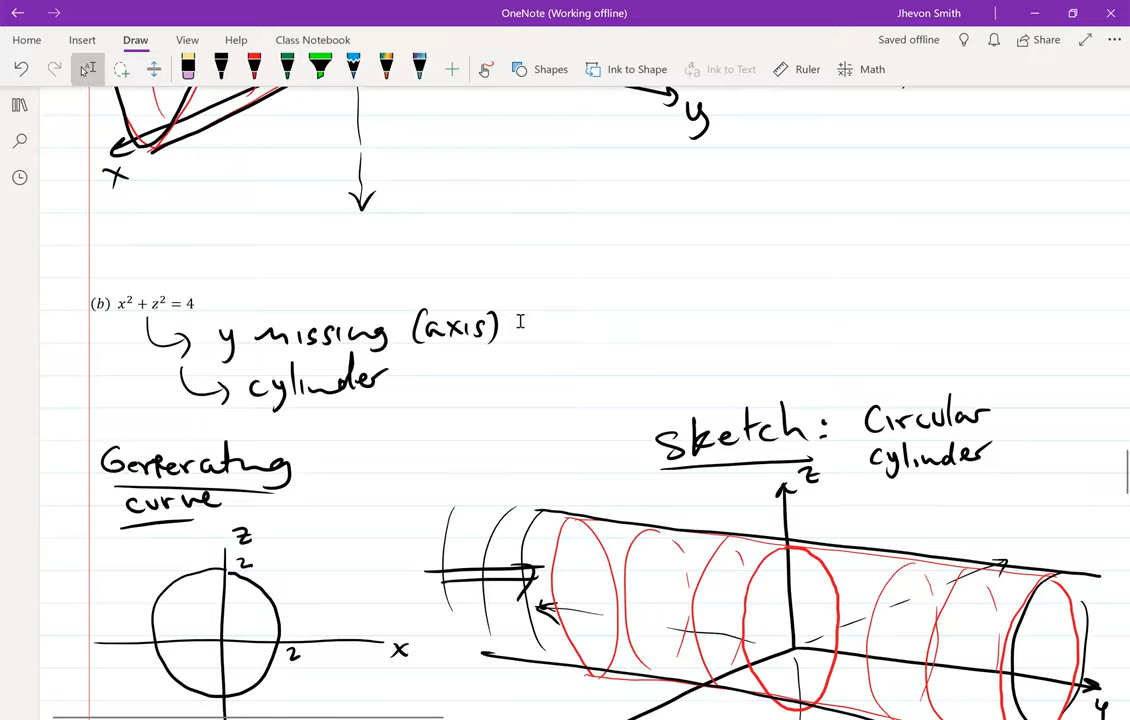 OneNote (Working offline)
Jhevon Smith
Home Insert Draw View Help Class Notebook
Saved offline
Share
Shapes
Ink to Shape
Ink to Text
Ruler
Math
y
x
(b) x² + z² = 4
y missing (axis)
cylinder
Sketch: Circular
cylinder
Generating
curve
z
z
2
2
x
y